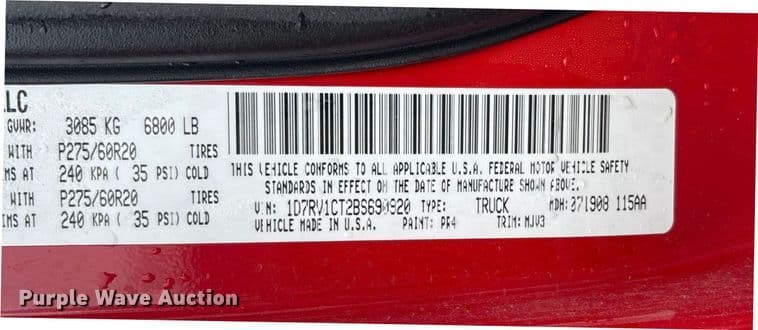 LLC
GVWR: 3085 KG 6800 LB
WITH P275/60R20 TIRES
IMS AT 240 KPA ( 35 PSI) COLD
WITH P275/60R20 TIRES
IMS AT 240 KPA ( 35 PSI) COLD
THIS VEHICLE CONFORMS TO ALL APPLICABLE U.S.A. FEDERAL MOTOR VEHICLE SAFETY
STANDARDS IN EFFECT ON THE DATE OF MANUFACTURE SHOWN ABOVE.
VIN: 1D7RV1CT2BS690920 TYPE: TRUCK MDH: 071908 115AA
VEHICLE MADE IN U.S.A. PAINT: PR4 TRIM: MJV3
Purple Wave Auction